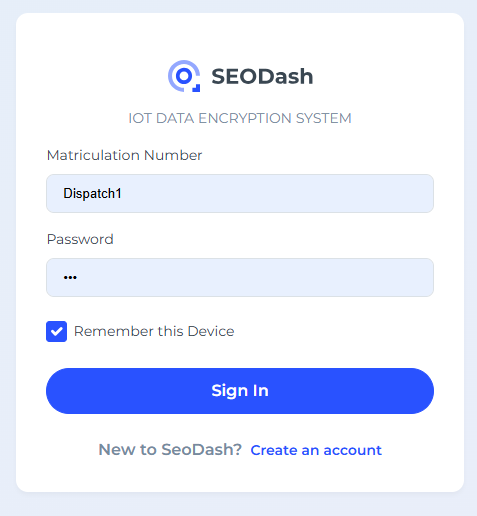 SEODash
IOT DATA ENCRYPTION SYSTEM
Matriculation Number
Dispatch1
Password
•••
Remember this Device
Sign In
New to SeoDash? Create an account